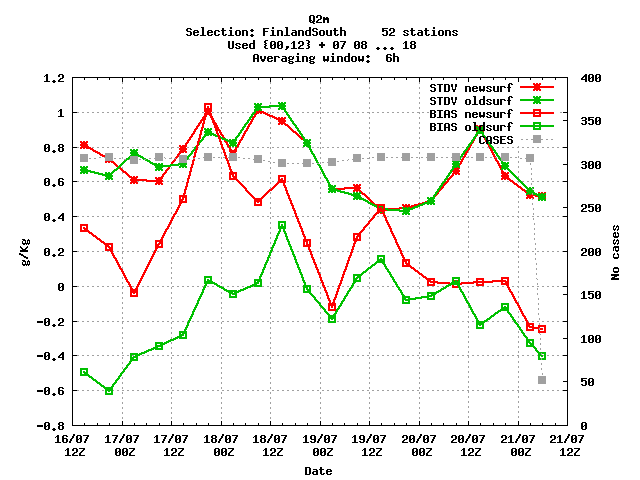 Q2m
Selection: FinlandSouth 52 stations
Used {00,12} + 07 08 ... 18
Averaging window: 6h
STDV newsurf
STDV oldsurf
BIAS newsurf
BIAS oldsurf
CASES
1.2
1
0.8
0.6
0.4
0.2
0
-0.2
-0.4
-0.6
-0.8
g/Kg
400
350
300
250
200
150
100
50
0
No cases
16/07 17/07 17/07 18/07 18/07 19/07 19/07 20/07 20/07 21/07 21/07
12Z 00Z 12Z 00Z 12Z 00Z 12Z 00Z 12Z 00Z 12Z
Date